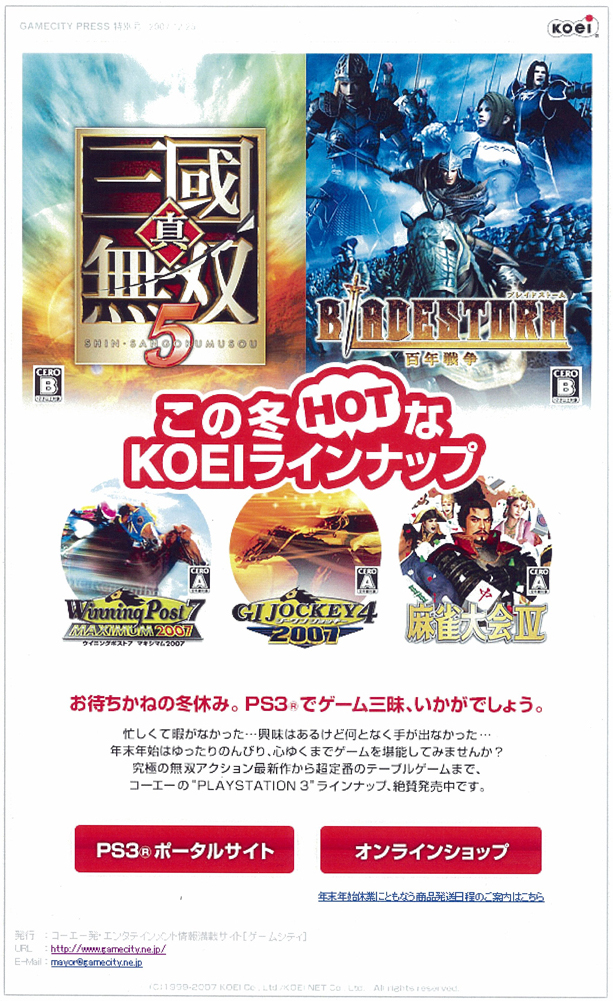 GAMECITY PRESS 特別号 2007.12.25
KOEI
三國
真
無双
5
SHIN・SANGOKUMUSOU
ブレイドストーム
BLADESTORM
百年戦争
CERO
B
CERO
B
この冬HOTな
KOEIラインナップ
CERO
A
CERO
A
CERO
A
Winning Post 7
MAXIMUM 2007
ウイニングポスト7 マキシマム2007
GI JOCKEY 4
2007
麻雀大会IV
お待ちかねの冬休み。PS3®でゲーム三昧、いかがでしょう。
忙しくて暇がなかった…興味はあるけど何となく手が出なかった…
年末年始はゆったりのんびり、心ゆくまでゲームを堪能してみませんか?
究極の無双アクション最新作から超定番のテーブルゲームまで、
コーエーの"PLAYSTATION 3"ラインナップ、絶賛発売中です。
PS3®ポータルサイト
オンラインショップ
年末年始休業にともなう商品発送日程のご案内はこちら
発行 :コーエー発・エンタテインメント情報満載サイト[ゲームシティ]
URL :http://www.gamecity.ne.jp/
E-Mail :mayor@gamecity.ne.jp
(C)1999-2007 KOEI Co., Ltd./KOEI NET Co., Ltd. All rights reserved.